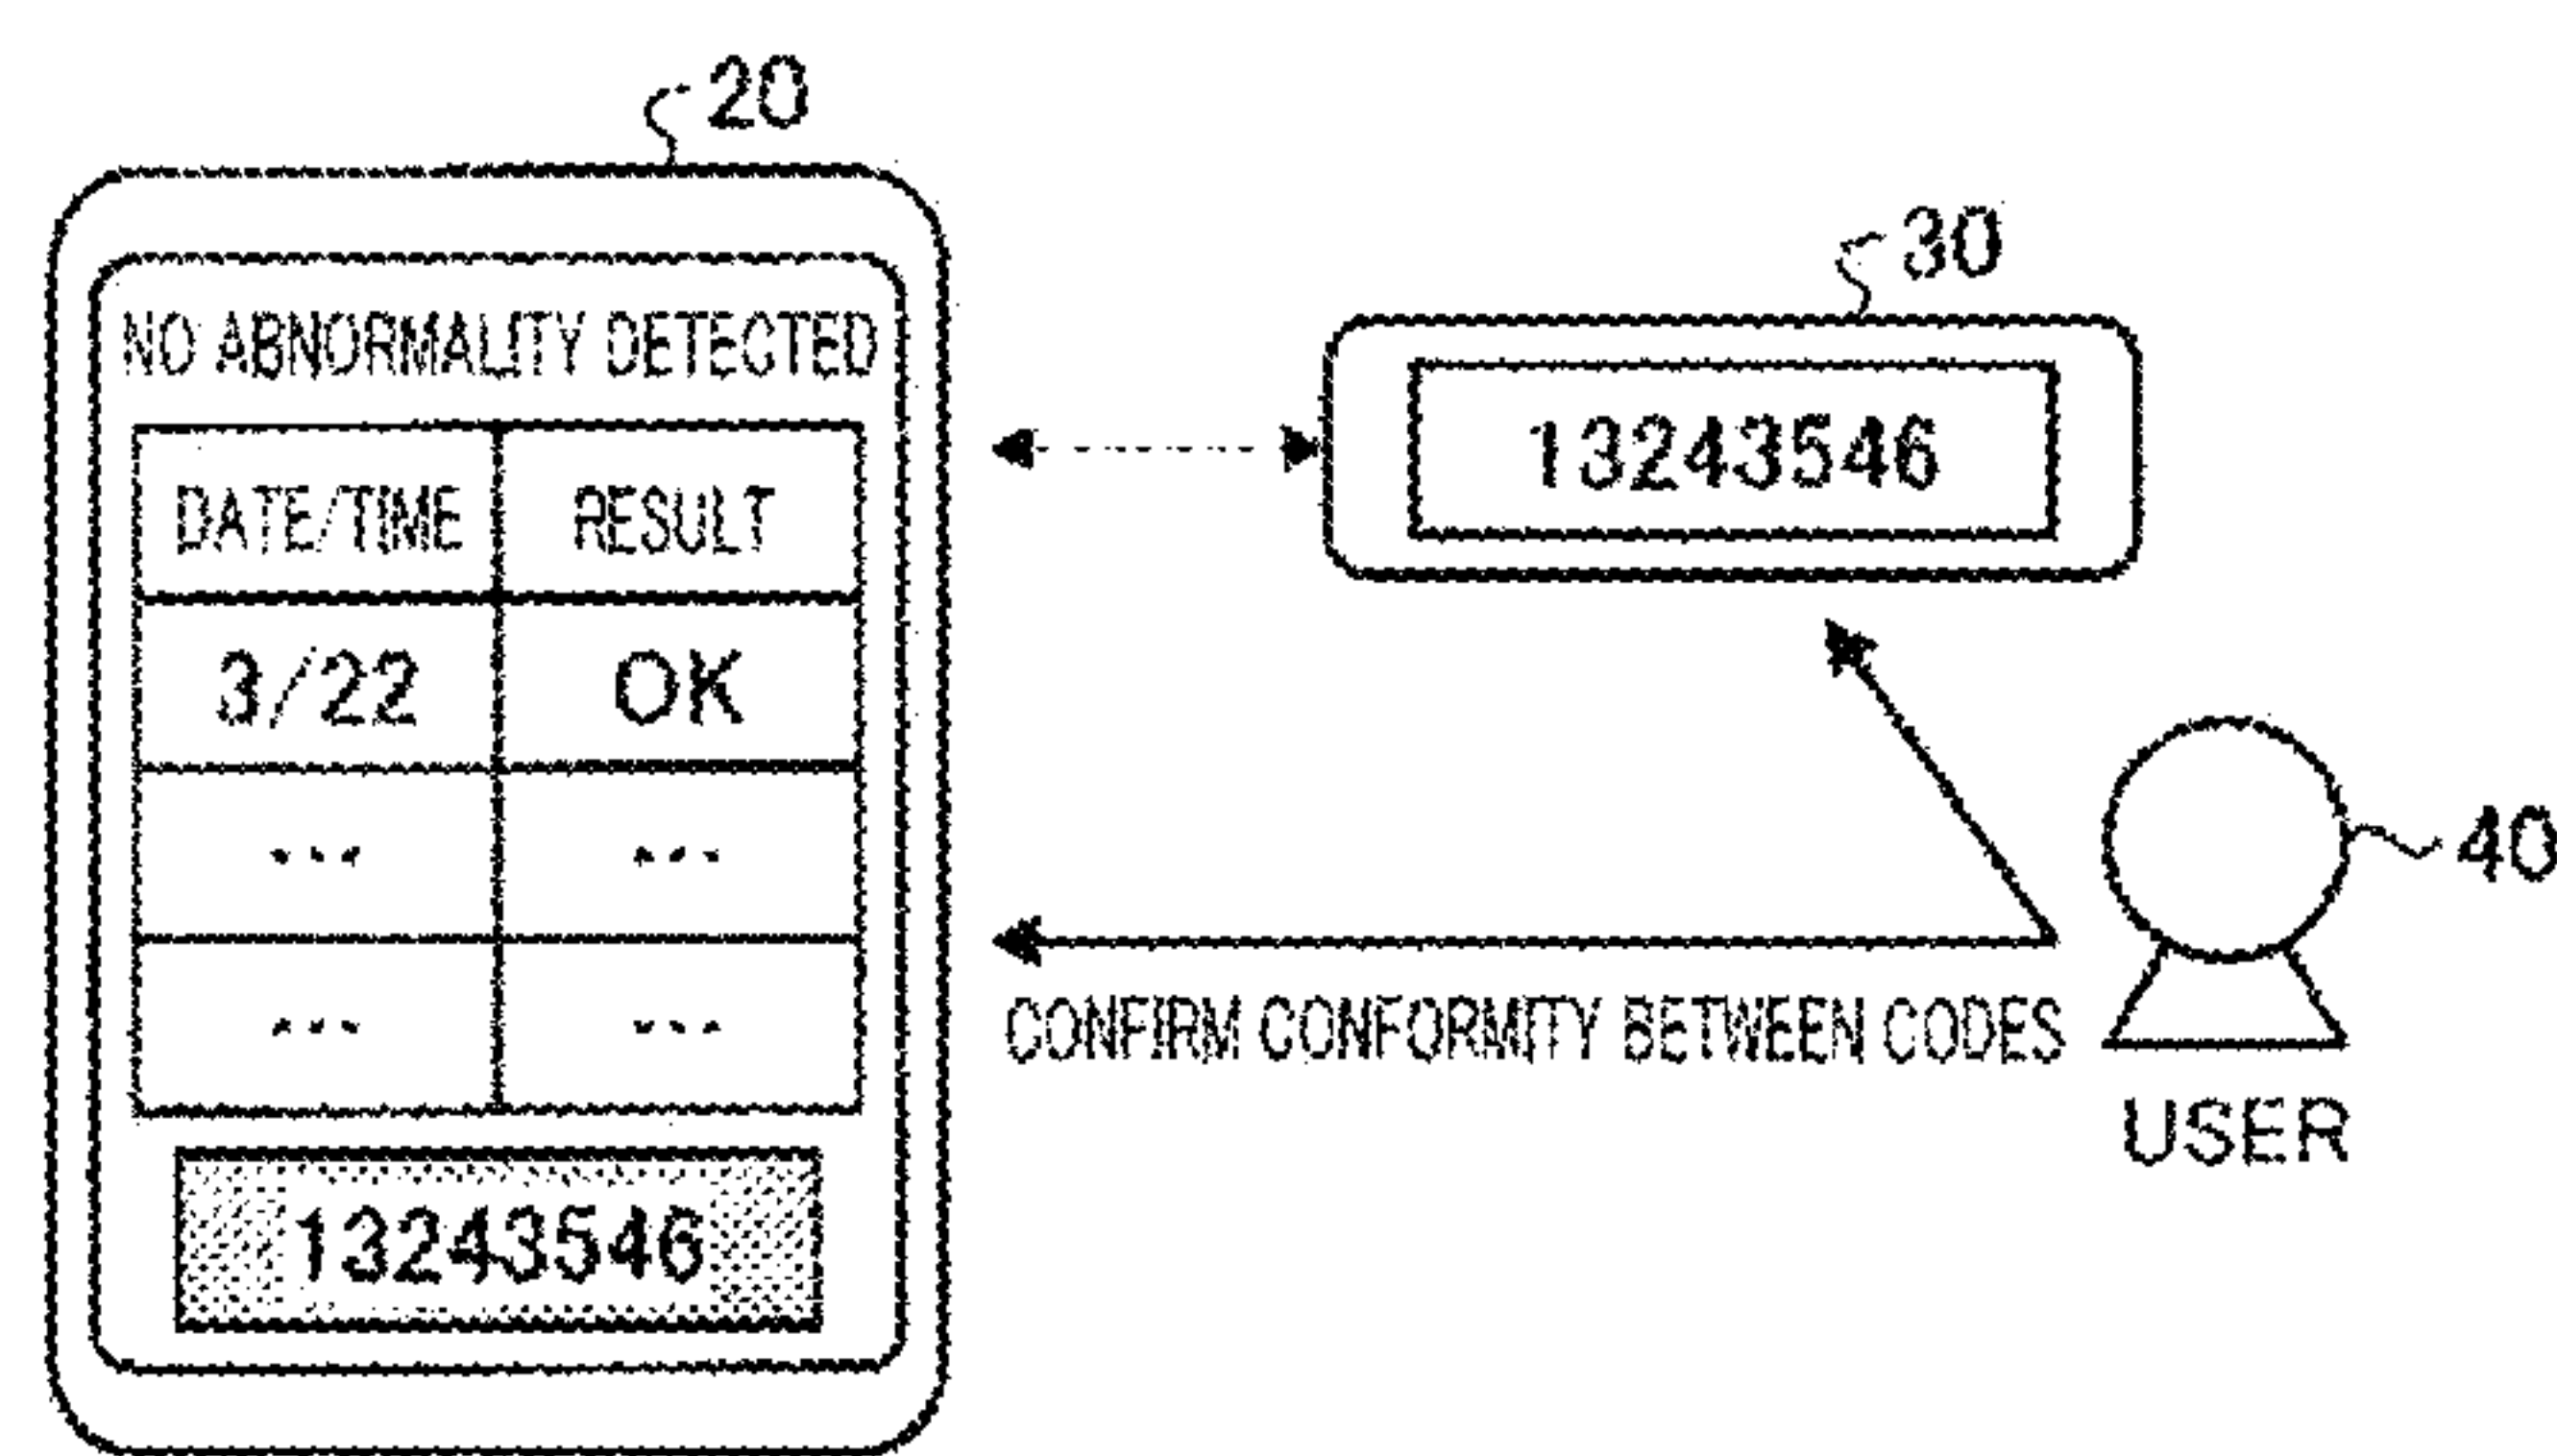 20
NO ABNORMALITY DETECTED
DATE/TIME RESULT
3/22 OK
... ...
... ...
13243546
30
13243546
40
CONFIRM CONFORMITY BETWEEN CODES
USER